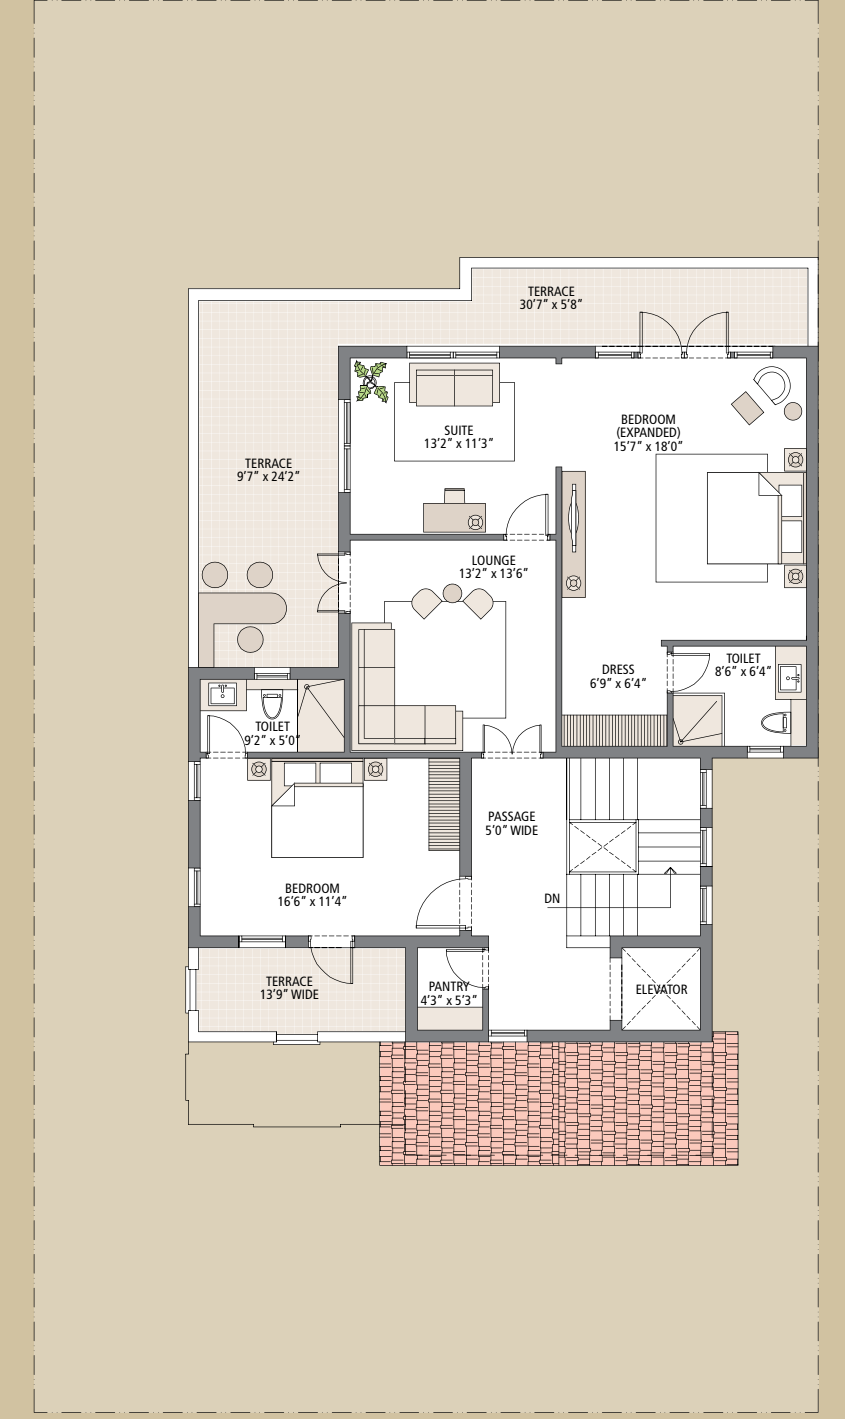 TERRACE
30'7" x 5'8"
BEDROOM
(EXPANDED)
15'7" x 18'0"
SUITE
13'2" x 11'3"
TERRACE
9'7" x 24'2"
LOUNGE
13'2" x 13'6"
TOILET
8'6" x 6'4"
DRESS
6'9" x 6'4"
TOILET
9'2" x 5'0"
PASSAGE
5'0" WIDE
BEDROOM
16'6" x 11'4"
DN
TERRACE
13'9" WIDE
PANTRY
4'3" x 5'3"
ELEVATOR